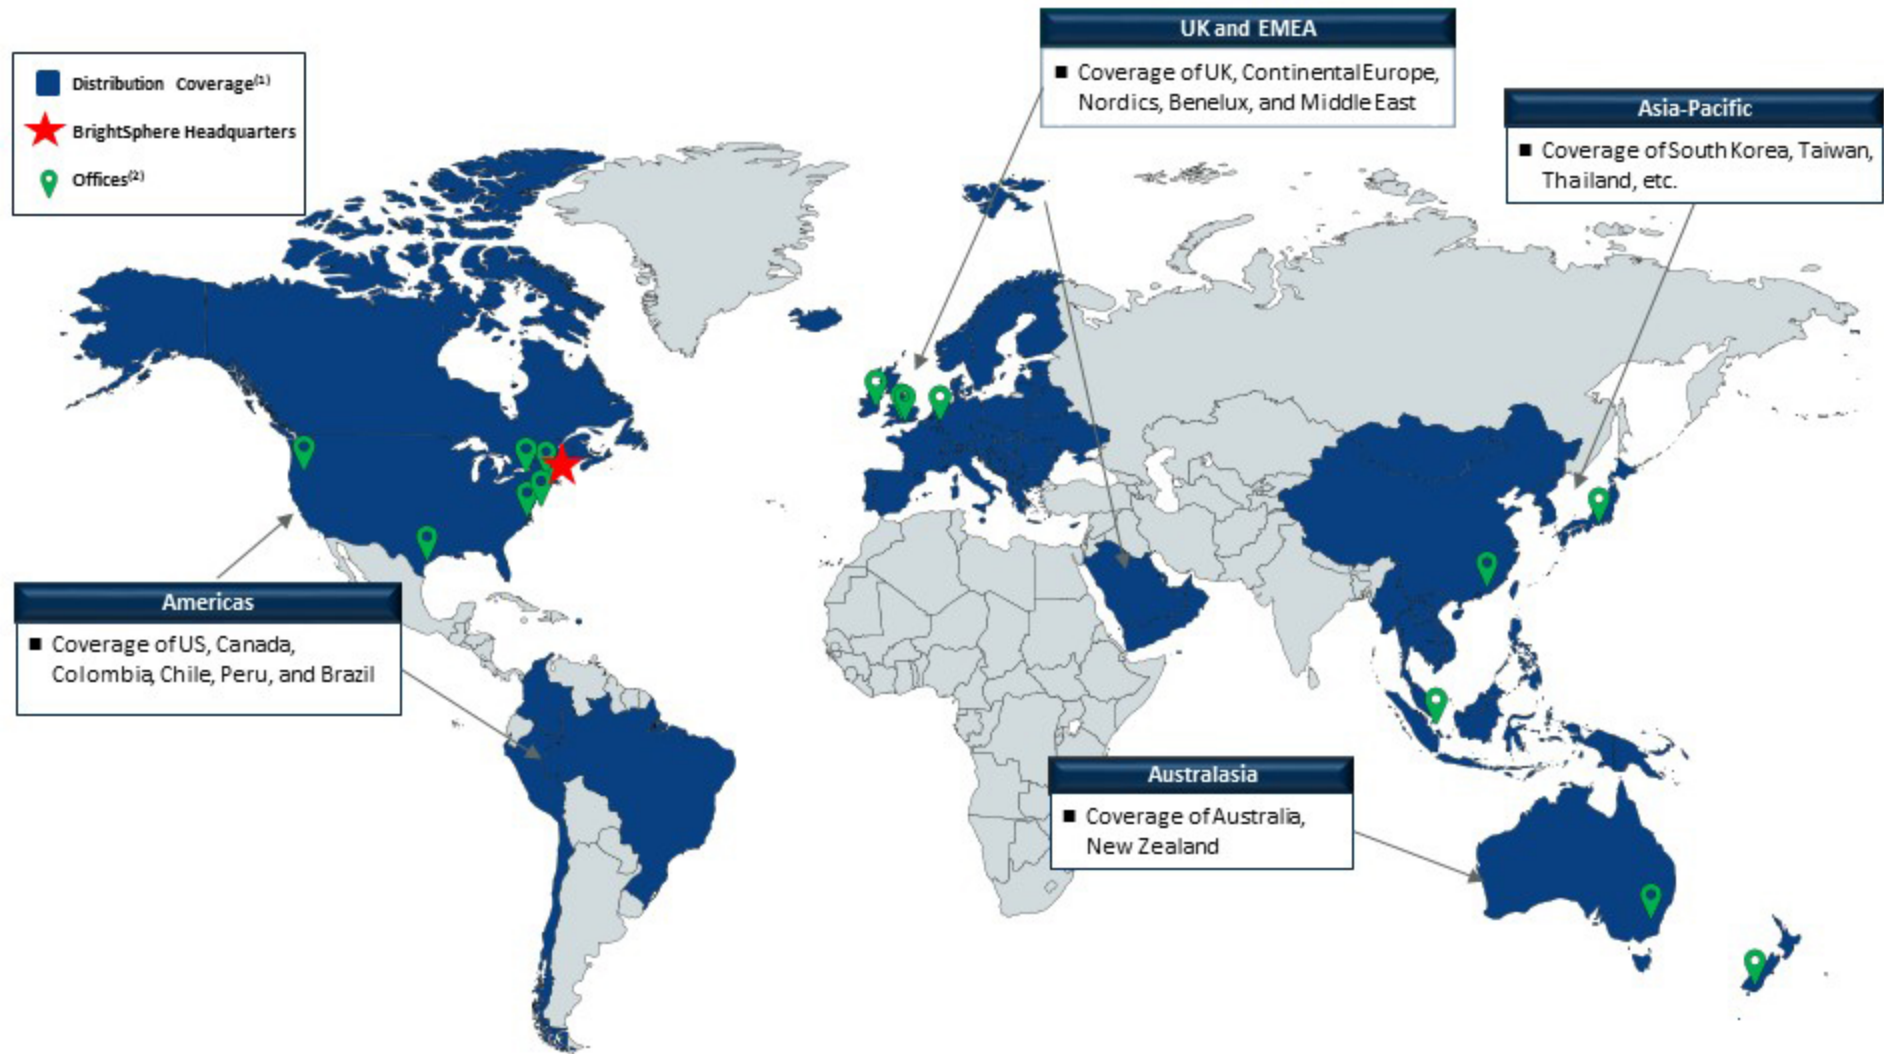 Distribution Coverage(1)
BrightSphere Headquarters
Offices(2)
UK and EMEA
■ Coverage of UK, Continental Europe,
Nordics, Benelux, and Middle East
Asia-Pacific
■ Coverage of South Korea, Taiwan,
Thailand, etc.
Americas
■ Coverage of US, Canada,
Colombia, Chile, Peru, and Brazil
Australasia
■ Coverage of Australia,
New Zealand